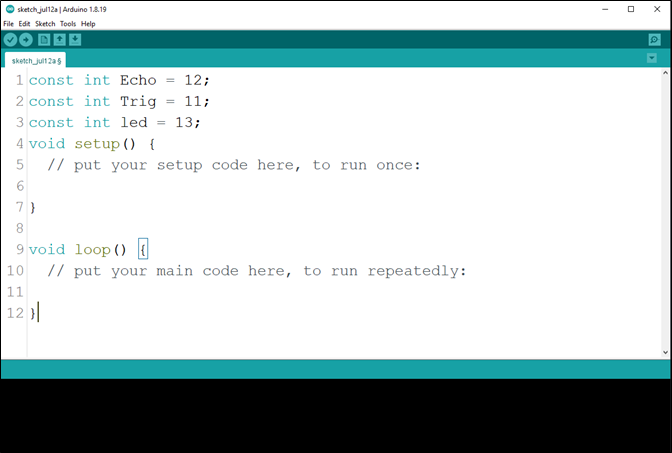 sketch_jul12a | Arduino 1.8.19
File Edit Sketch Tools Help
sketch_jul12a §
1 const int Echo = 12;
2 const int Trig = 11;
3 const int led = 13;
4 void setup() {
5   // put your setup code here, to run once:
6
7 }
8
9 void loop() {
10   // put your main code here, to run repeatedly:
11
12 }